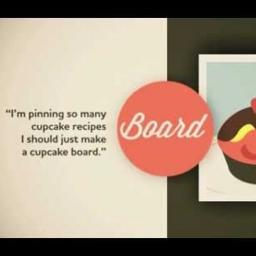 "I'm pinning so many
cupcake recipes
I should just make
a cupcake board."
Board